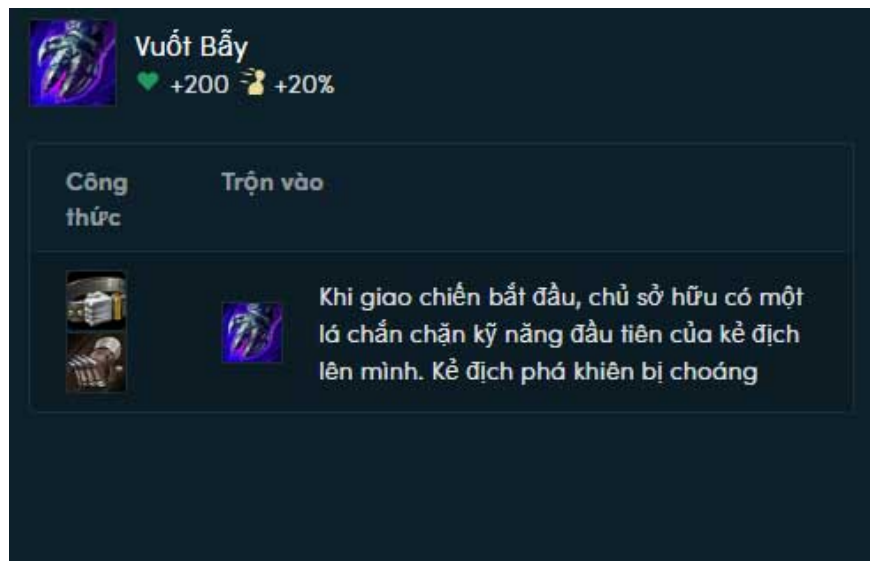 Vuốt Bẫy
+200 +20%
Công thức
Trộn vào
Khi giao chiến bắt đầu, chủ sở hữu có một
lá chắn chặn kỹ năng đầu tiên của kẻ địch
lên mình. Kẻ địch phá khiên bị choáng